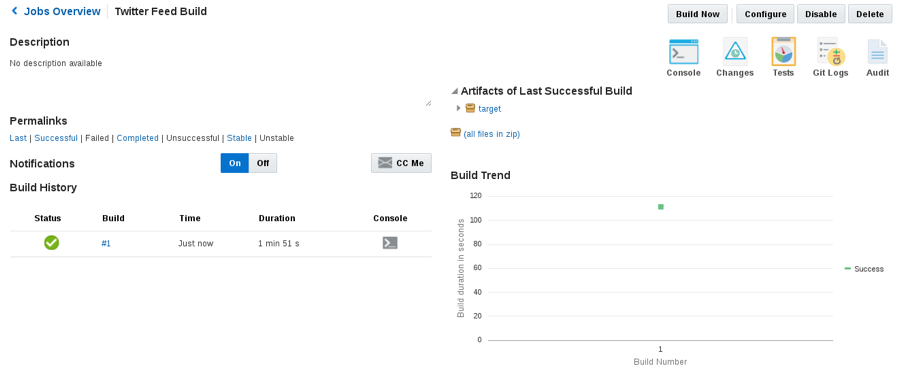 Jobs Overview Twitter Feed Build
Build Now Configure Disable Delete
Description
No description available
Console Changes Tests Git Logs Audit
Artifacts of Last Successful Build
target
(all files in zip)
Permalinks
Last | Successful | Failed | Completed | Unsuccessful | Stable | Unstable
Notifications On Off CC Me
Build History
Status Build Time Duration Console
#1 Just now 1 min 51 s
Build Trend
120
100
80
60
40
20
0
Build duration in seconds
1
Build Number
Success